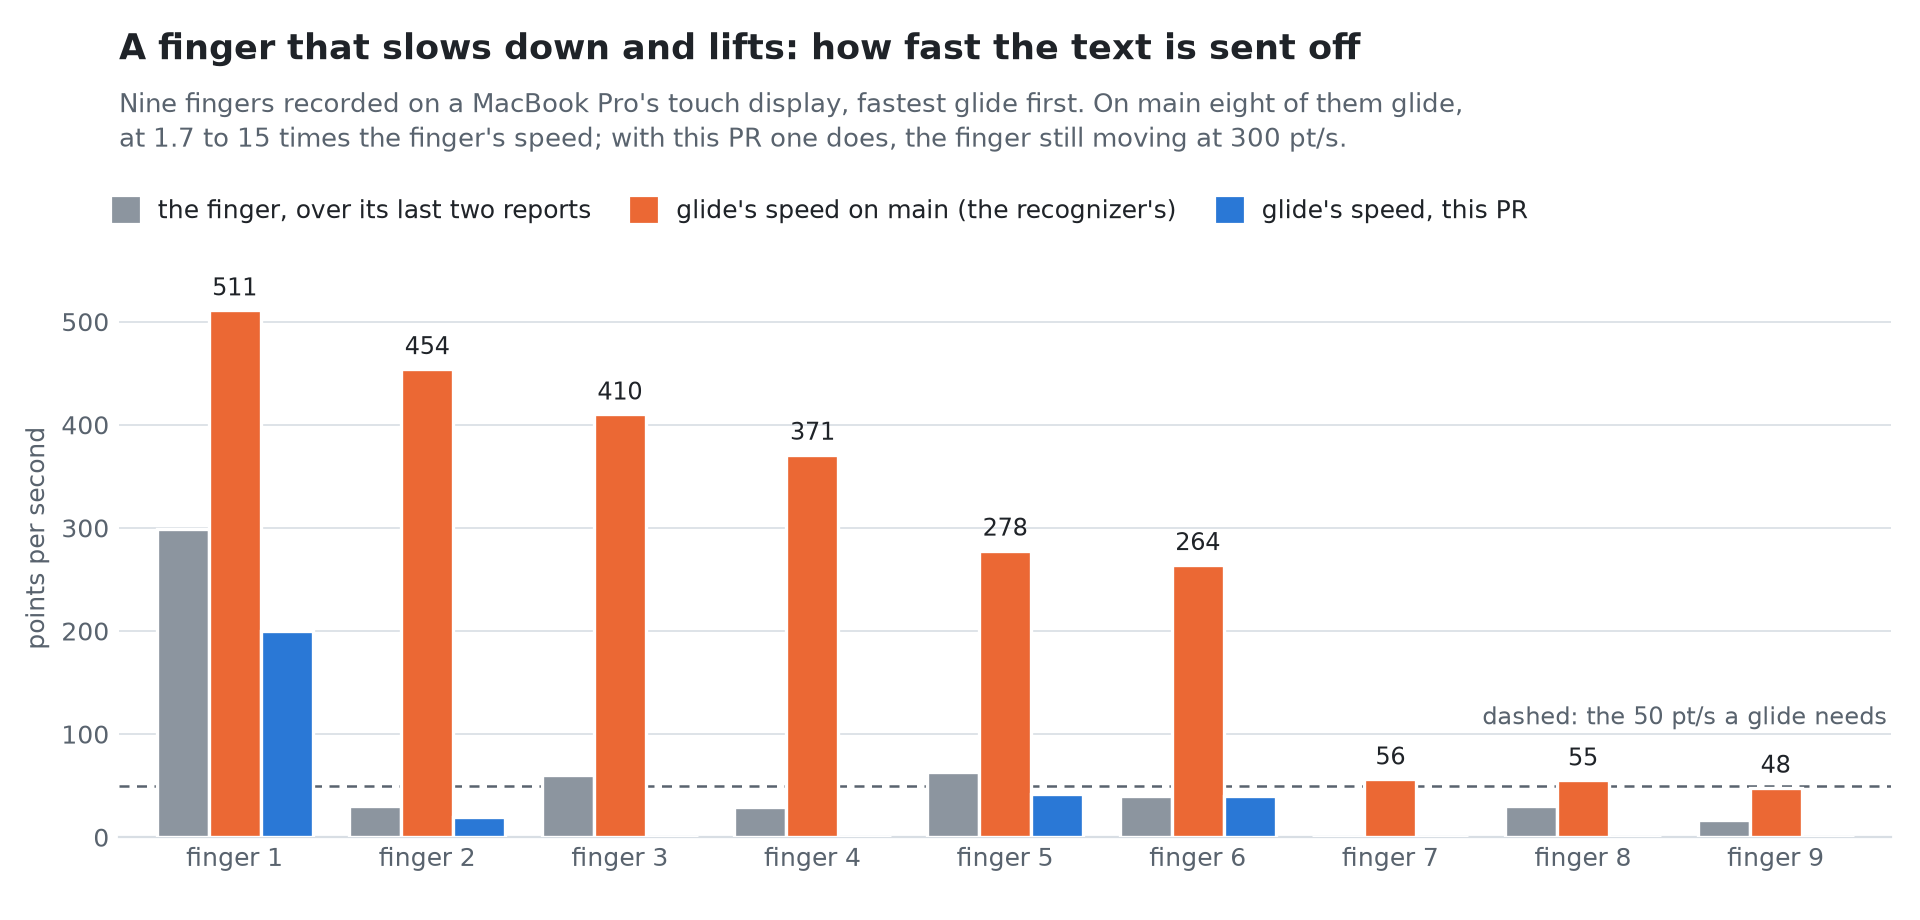 A finger that slows down and lifts: how fast the text is sent off
Nine fingers recorded on a MacBook Pro's touch display, fastest glide first. On main eight of them glide,
at 1.7 to 15 times the finger's speed; with this PR one does, the finger still moving at 300 pt/s.
the finger, over its last two reports
glide's speed on main (the recognizer's)
glide's speed, this PR
points per second
500
400
300
200
100
0
511
454
410
371
278
264
56
55
48
dashed: the 50 pt/s a glide needs
finger 1
finger 2
finger 3
finger 4
finger 5
finger 6
finger 7
finger 8
finger 9